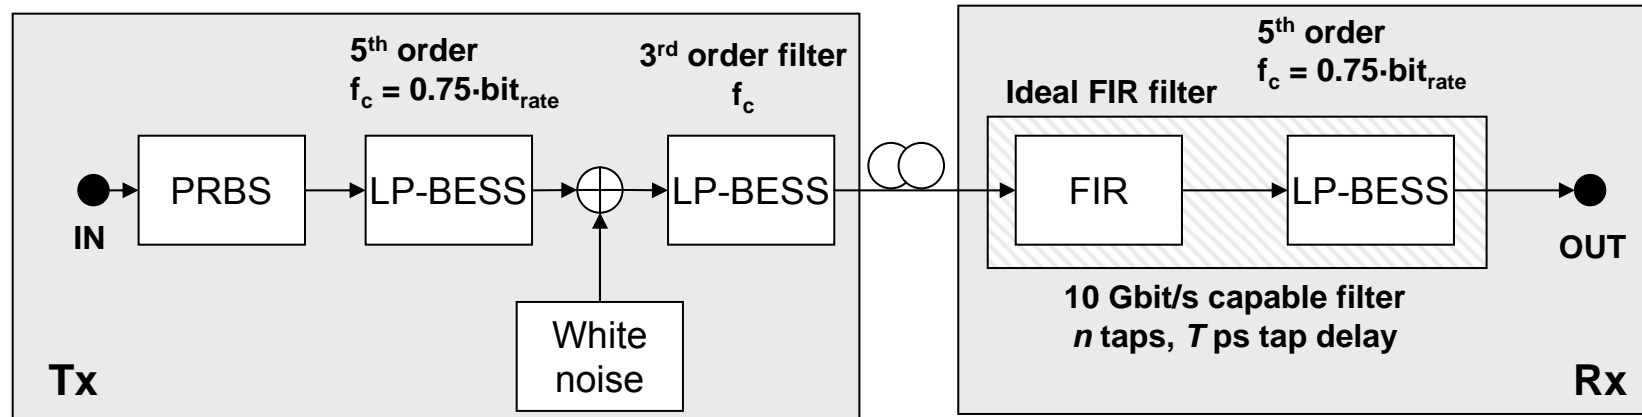 5th order
fc = 0.75·bitrate
3rd order filter
fc
5th order
fc = 0.75·bitrate
Ideal FIR filter
PRBS
LP-BESS
LP-BESS
FIR
LP-BESS
IN
OUT
White
noise
10 Gbit/s capable filter
n taps, T ps tap delay
Tx
Rx